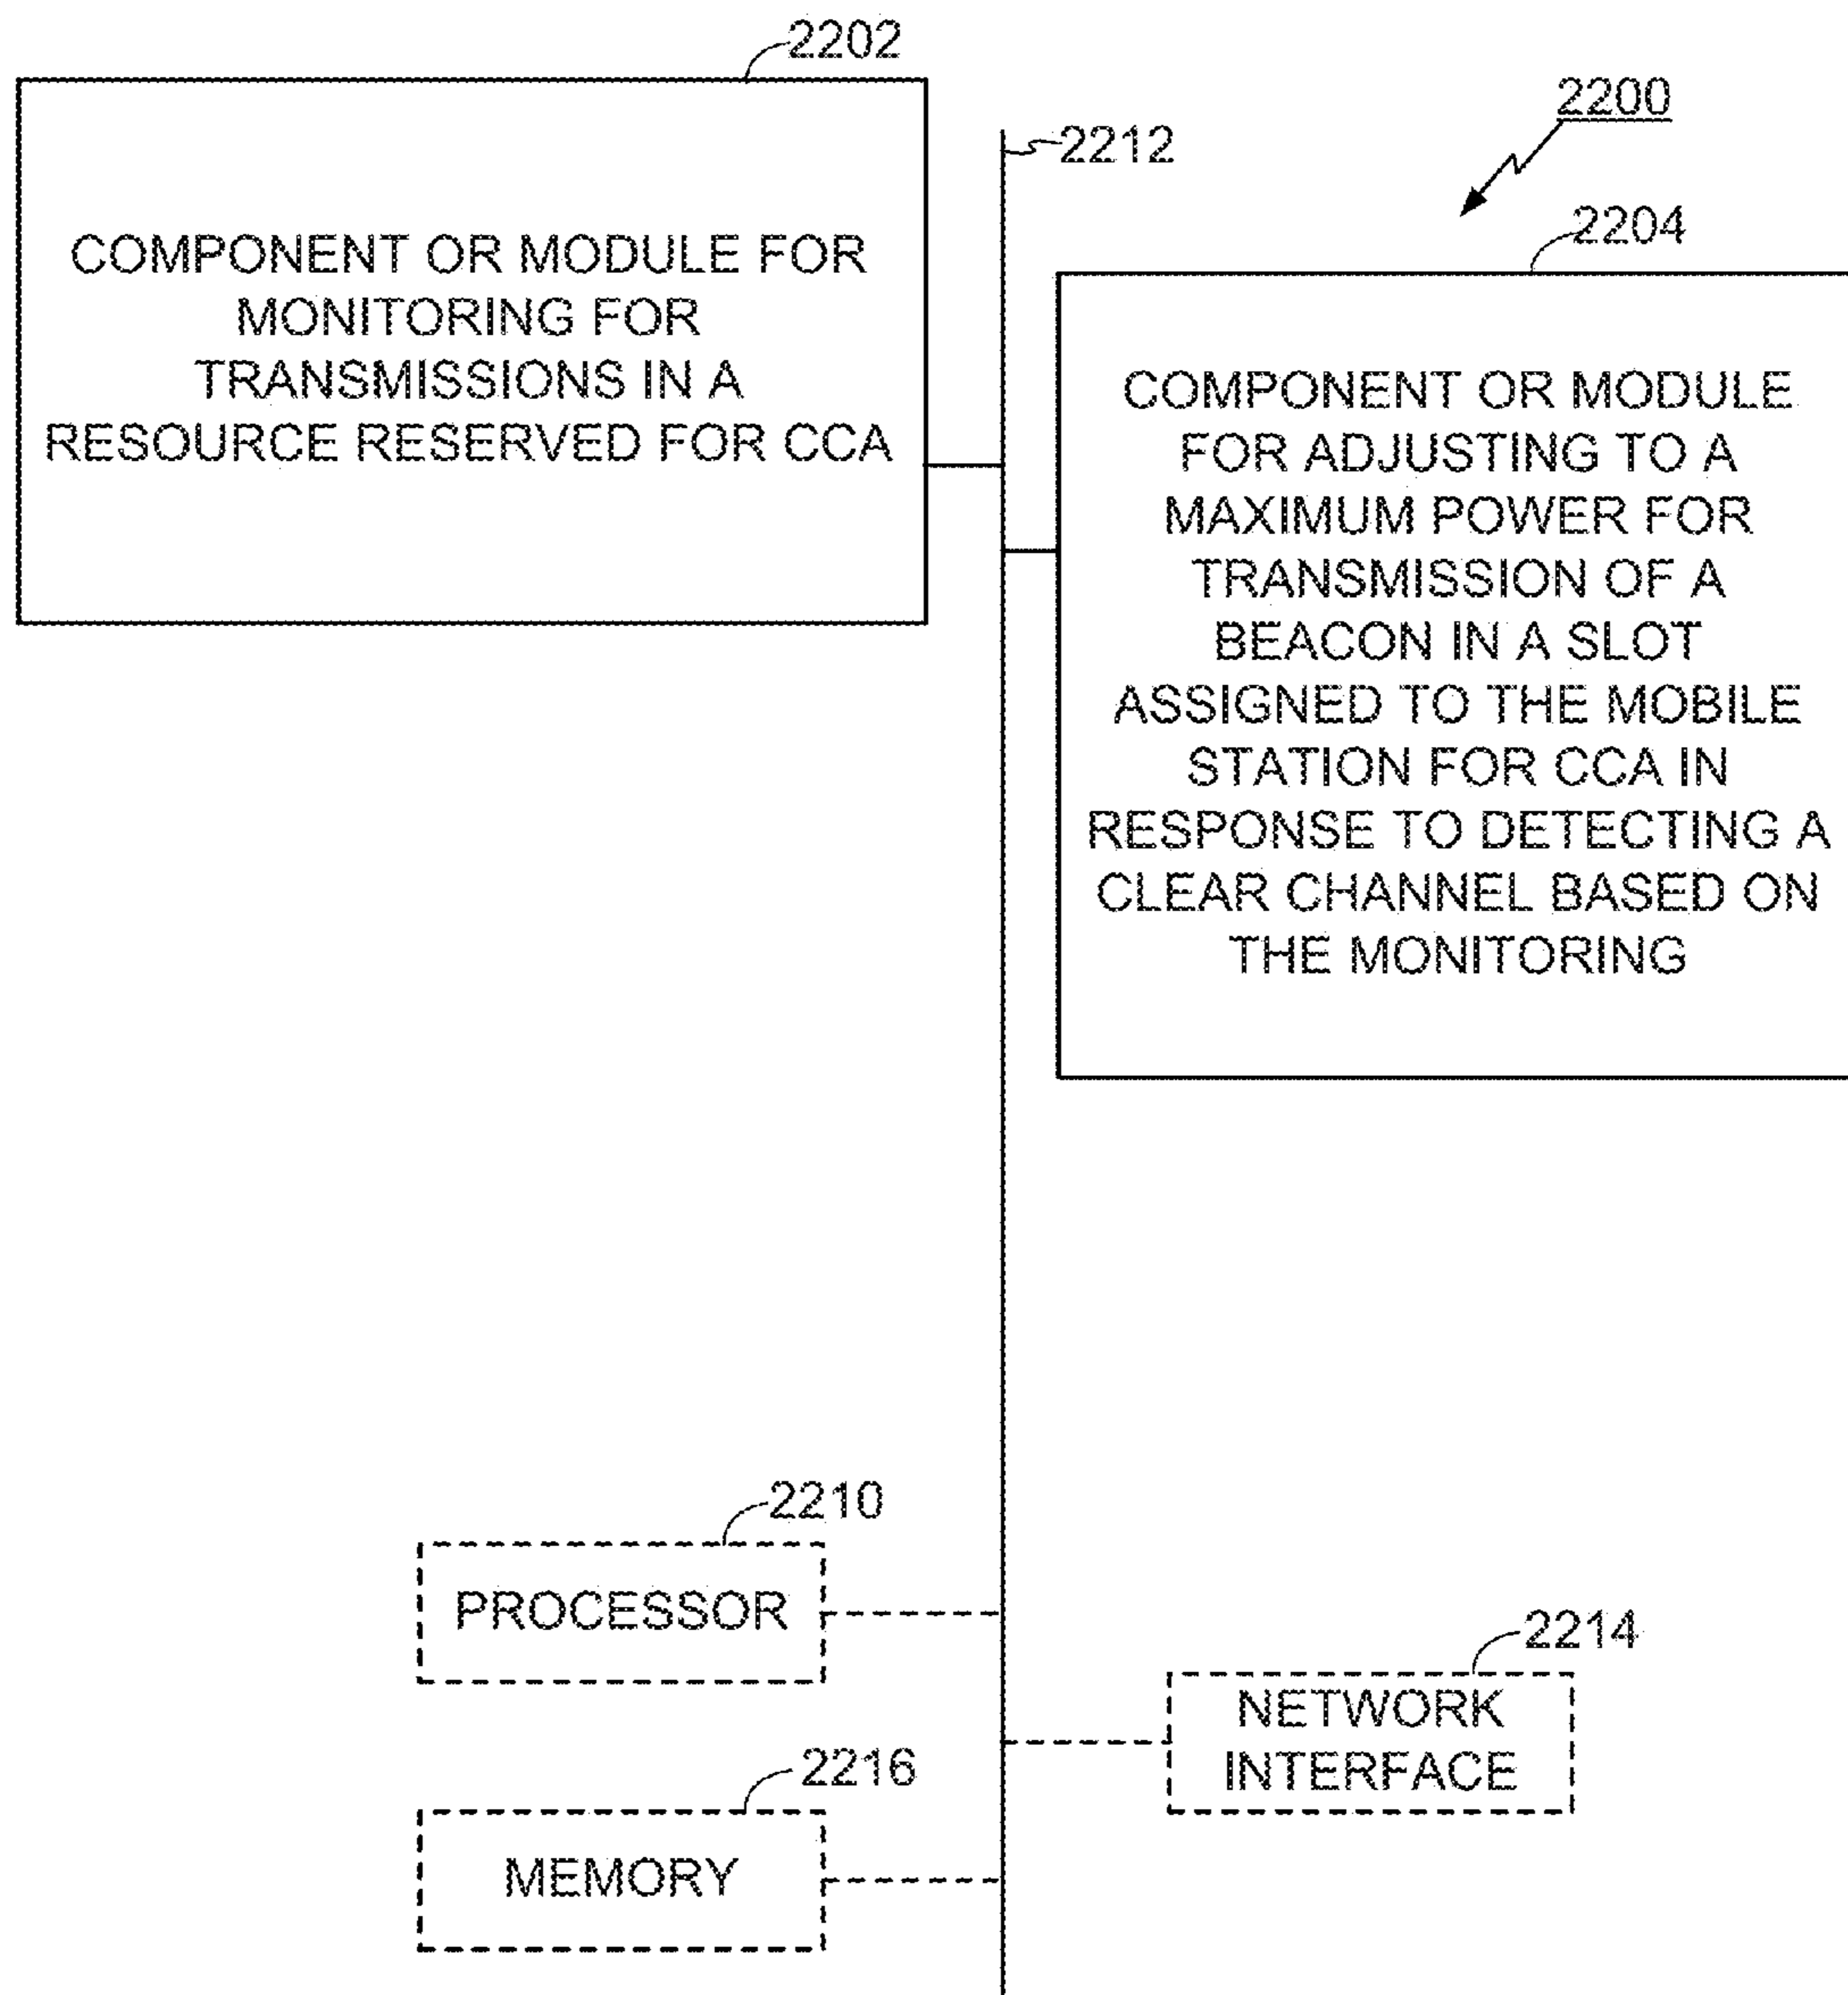 2202
2200
2212
2204
COMPONENT OR MODULE FOR
MONITORING FOR
TRANSMISSIONS IN A
RESOURCE RESERVED FOR CCA
COMPONENT OR MODULE
FOR ADJUSTING TO A
MAXIMUM POWER FOR
TRANSMISSION OF A
BEACON IN A SLOT
ASSIGNED TO THE MOBILE
STATION FOR CCA IN
RESPONSE TO DETECTING A
CLEAR CHANNEL BASED ON
THE MONITORING
2210
PROCESSOR
2214
NETWORK
INTERFACE
2216
MEMORY